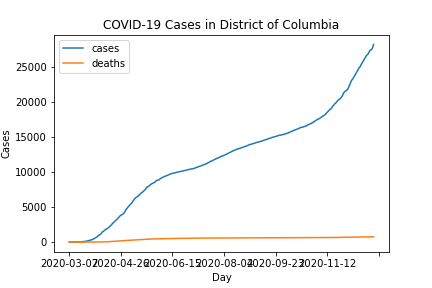 COVID-19 Cases in District of Columbia
cases
deaths
25000
20000
15000
10000
5000
0
Cases
2020-03-07 2020-04-26 2020-06-15 2020-08-04 2020-09-23 2020-11-12
Day